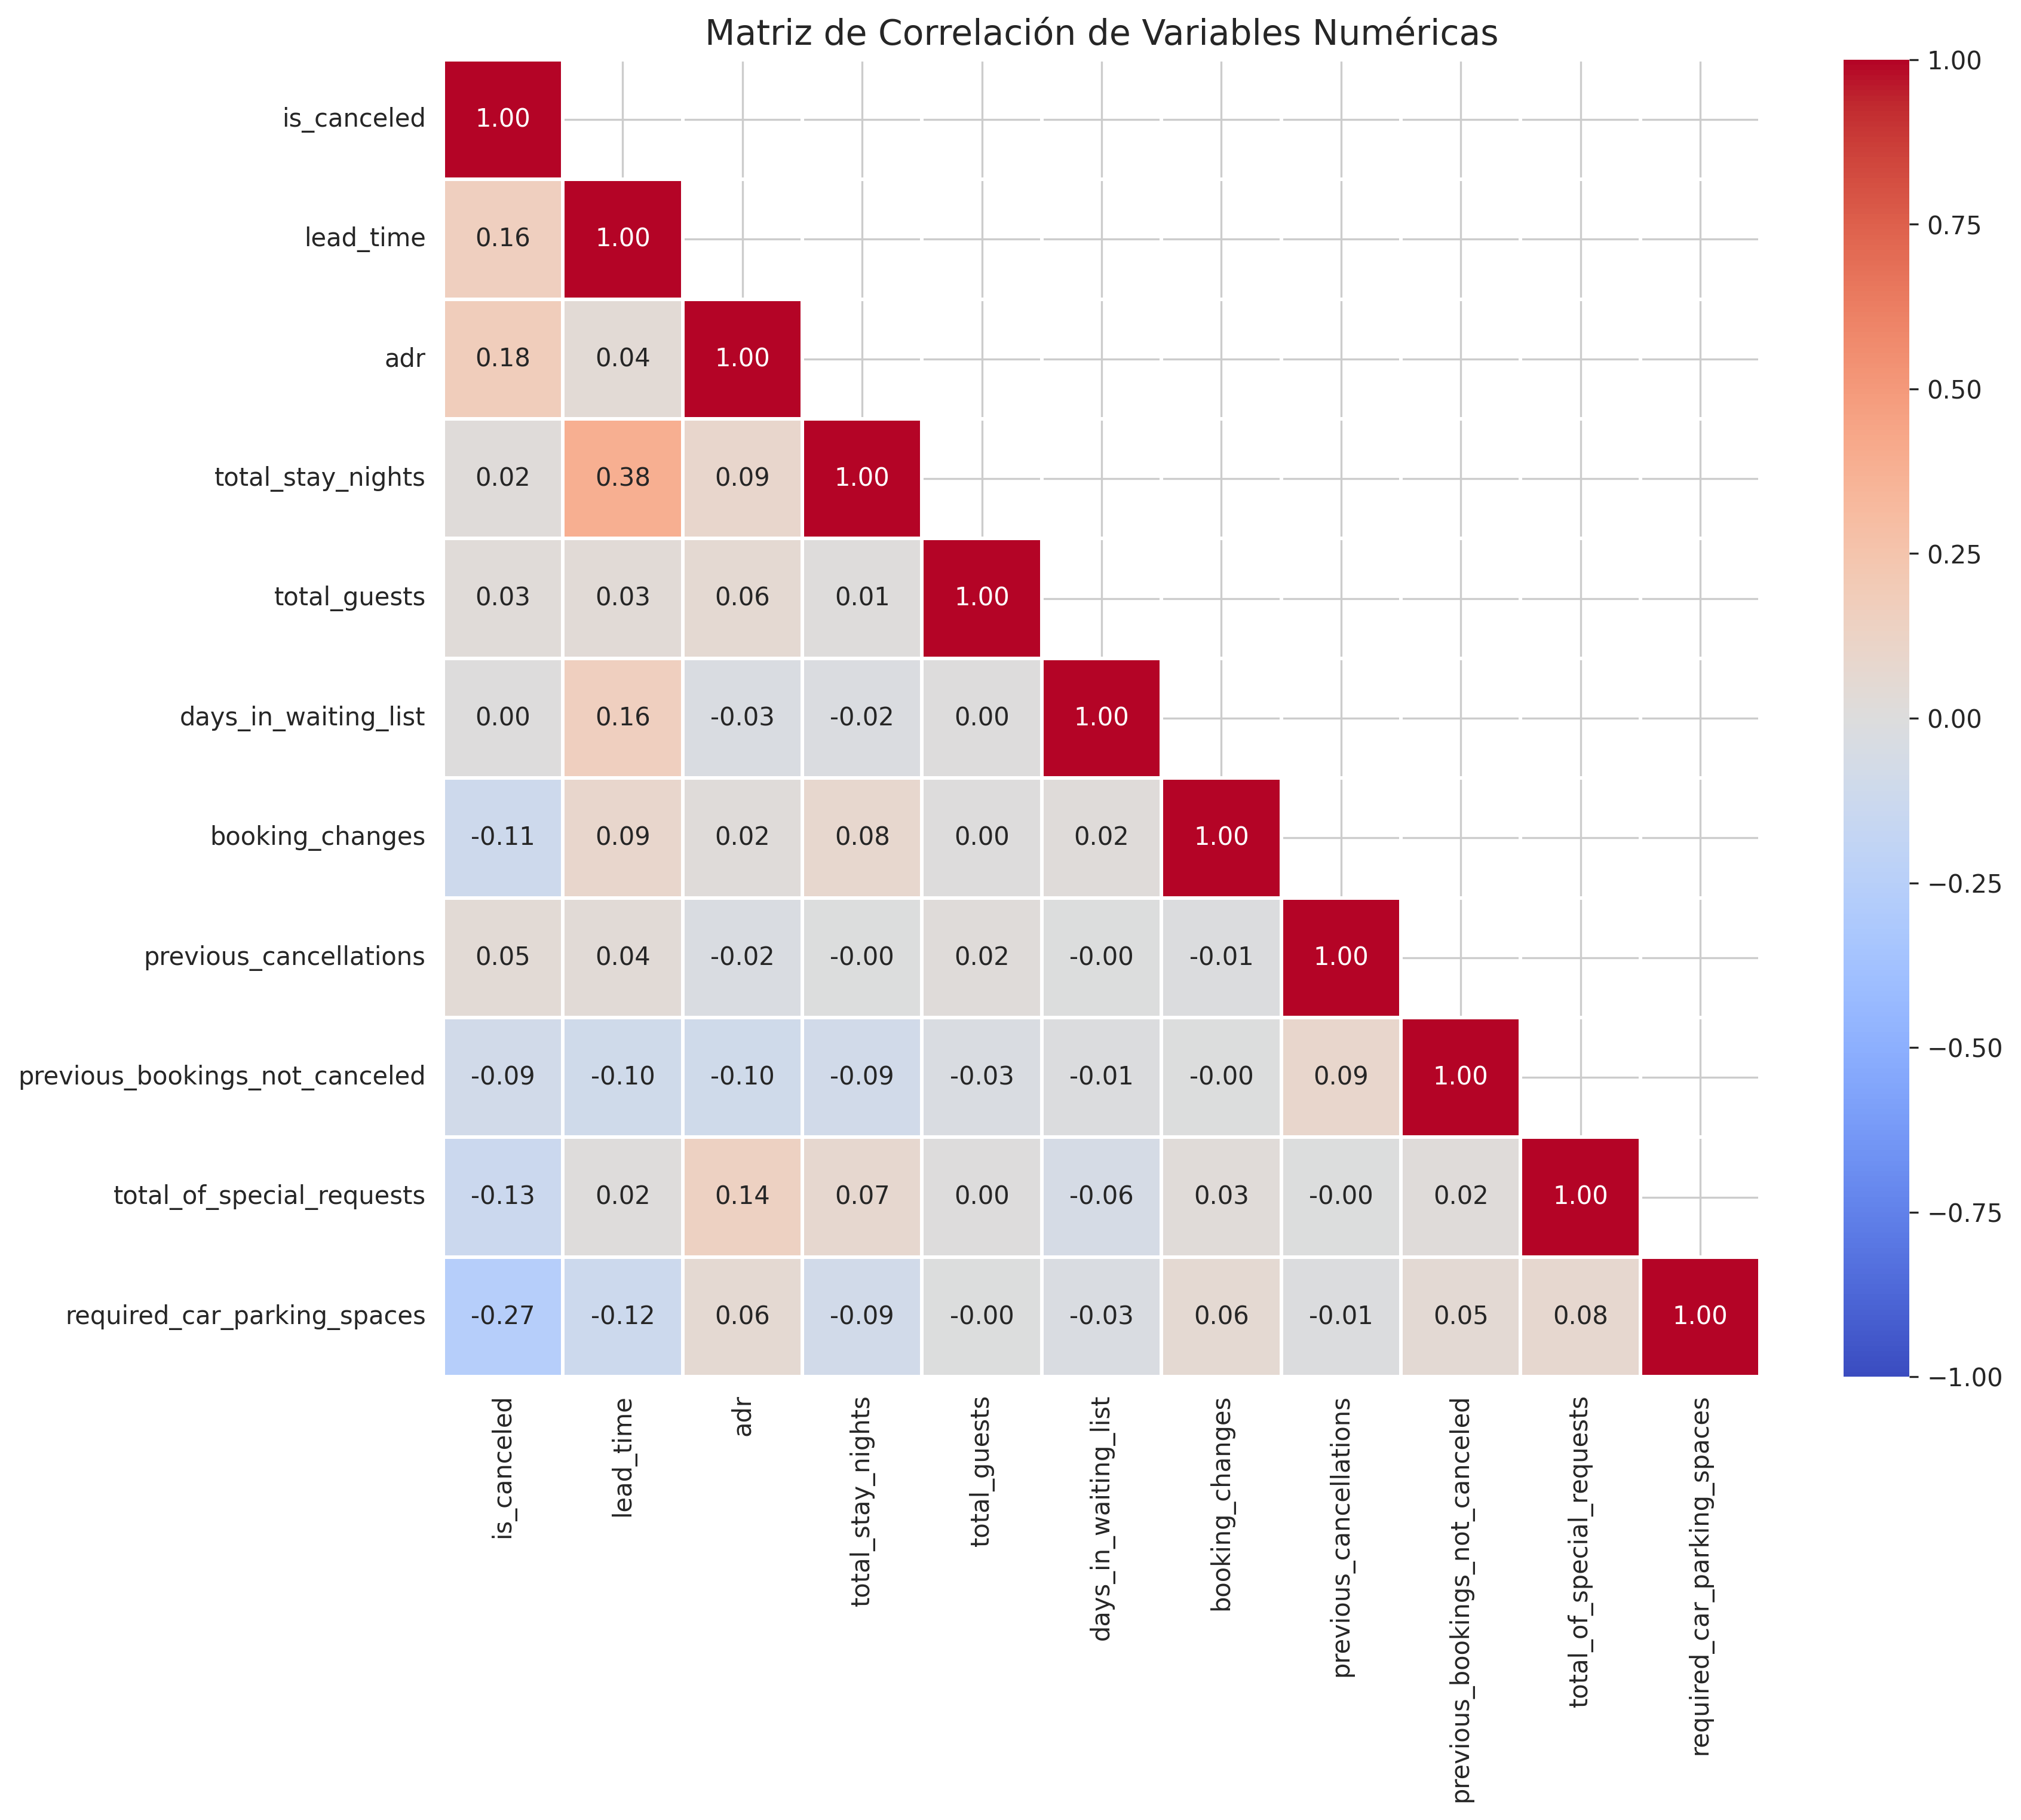 Matriz de Correlación de Variables Numéricas
is_canceled 1.00
lead_time 0.16 1.00
adr 0.18 0.04 1.00
total_stay_nights 0.02 0.38 0.09 1.00
total_guests 0.03 0.03 0.06 0.01 1.00
days_in_waiting_list 0.00 0.16 -0.03 -0.02 0.00 1.00
booking_changes -0.11 0.09 0.02 0.08 0.00 0.02 1.00
previous_cancellations 0.05 0.04 -0.02 -0.00 0.02 -0.00 -0.01 1.00
previous_bookings_not_canceled -0.09 -0.10 -0.10 -0.09 -0.03 -0.01 -0.00 0.09 1.00
total_of_special_requests -0.13 0.02 0.14 0.07 0.00 -0.06 0.03 -0.00 0.02 1.00
required_car_parking_spaces -0.27 -0.12 0.06 -0.09 -0.00 -0.03 0.06 -0.01 0.05 0.08 1.00
is_canceled
lead_time
adr
total_stay_nights
total_guests
days_in_waiting_list
booking_changes
previous_cancellations
previous_bookings_not_canceled
total_of_special_requests
required_car_parking_spaces
1.00
0.75
0.50
0.25
0.00
−0.25
−0.50
−0.75
−1.00